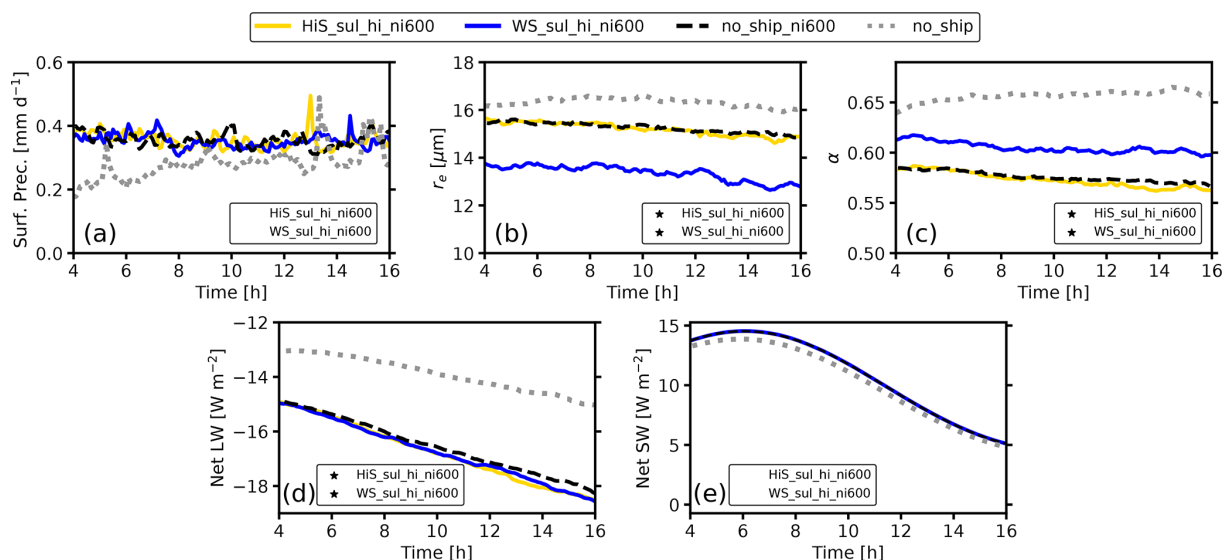 HiS_sul_hi_ni600 WS_sul_hi_ni600 no_ship_ni600 no_ship
Surf. Prec. [mm d⁻¹]
0.6
0.4
0.2
0.0
(a)
HiS_sul_hi_ni600
WS_sul_hi_ni600
4 6 8 10 12 14 16
Time [h]
rₑ [μm]
18
16
14
12
10
(b)
★ HiS_sul_hi_ni600
★ WS_sul_hi_ni600
4 6 8 10 12 14 16
Time [h]
α
0.65
0.60
0.55
0.50
(c)
★ HiS_sul_hi_ni600
★ WS_sul_hi_ni600
4 6 8 10 12 14 16
Time [h]
Net LW [W m⁻²]
−12
−14
−16
−18
(d)
★ HiS_sul_hi_ni600
★ WS_sul_hi_ni600
4 6 8 10 12 14 16
Time [h]
Net SW [W m⁻²]
15
10
5
0
(e)
HiS_sul_hi_ni600
WS_sul_hi_ni600
4 6 8 10 12 14 16
Time [h]